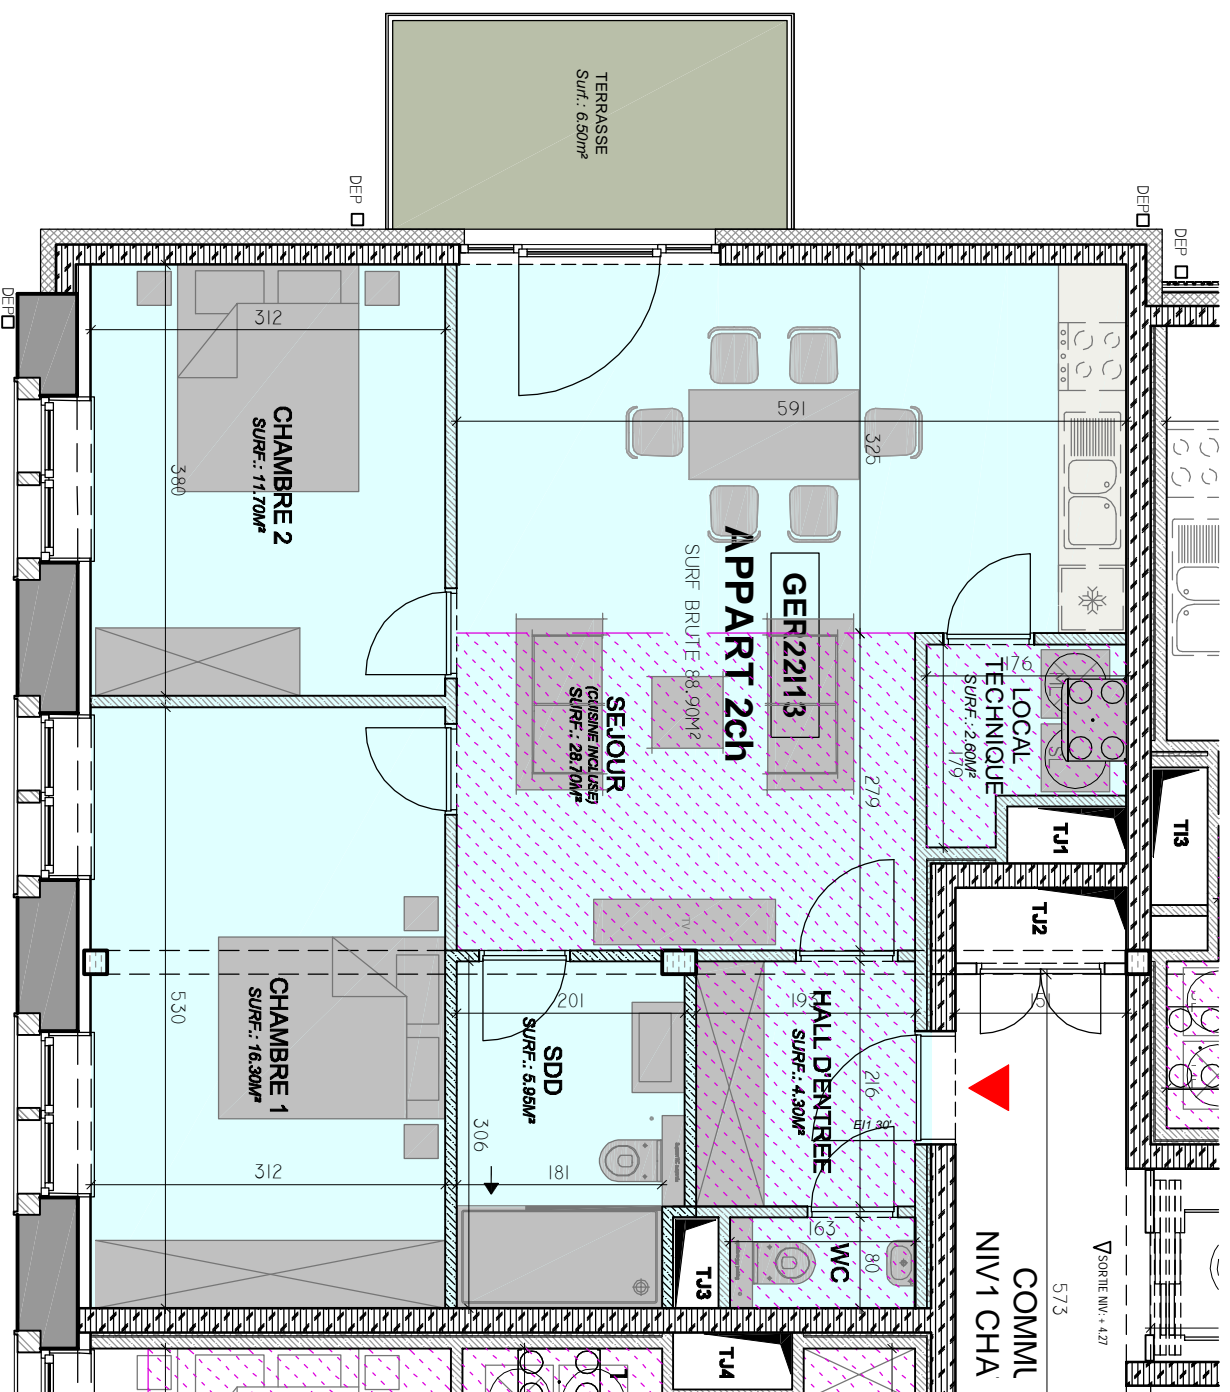 TERRASSE
Surf.: 6.50m²
DEP
DEP
DEP
DEP
312
380
CHAMBRE 2
SURF.: 11.70M²
591
325
APPART 2ch
SURF BRUTE 88.90M2
GER22I13
SEJOUR
(CUISINE INCLUSE)
SURF.: 28.70M²
279
176
LOCAL
TECHNIQUE
SURF.: 2.60M²
179
TJ1
TI3
TJ2
TV
530
CHAMBRE 1
SURF.: 16.30M²
312
201
SDD
SURF.: 5.95M²
306
181
193
HALL D'ENTREE
SURF.: 4.30M²
216
EI1 30'
151
163
WC
80
TJ3
TJ4
COMMU
NIV1 CHA
573
SORTIE NIV: + 4.27